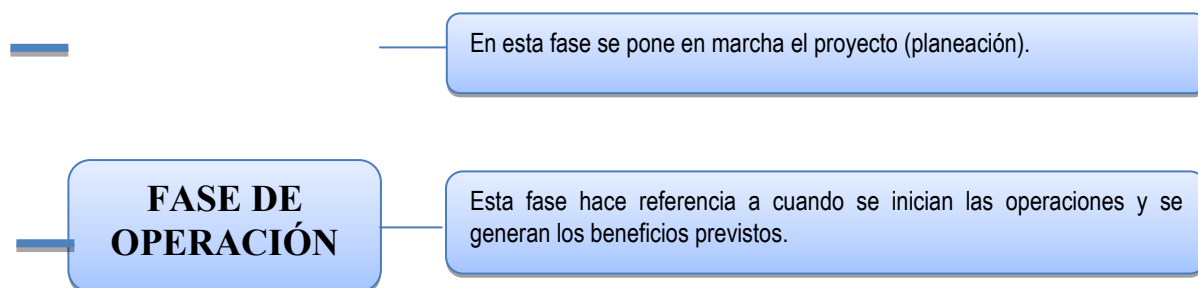 En esta fase se pone en marcha el proyecto (planeación).
FASE DE
OPERACIÓN
Esta fase hace referencia a cuando se inician las operaciones y se
generan los beneficios previstos.